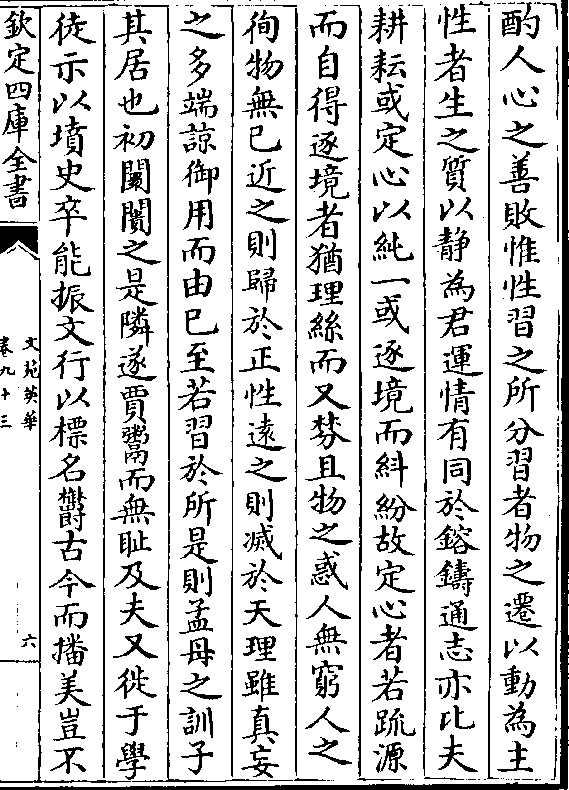 酌人心之善敗惟性習之所分習者物之遷以動為主
性者生之質以静為君運情有同於鎔鑄通志亦比夫
耕耘或定心以純一或逐境而糾紛故定心者若疏源
而自得逐境者猶理絲而又棼且物之惑人無窮人之
徇物無已近之則歸於正性遠之則滅於天理雖真妄
之多端諒御用而由已至若習於所是則孟母之訓子
其居也初闤闠之是隣遂賈鬻而無恥及夫又徙于學
徒示以墳史卒能振文行以標名欝古今而播美豈不
欽定四庫全書
文苑英華
卷九十三
六